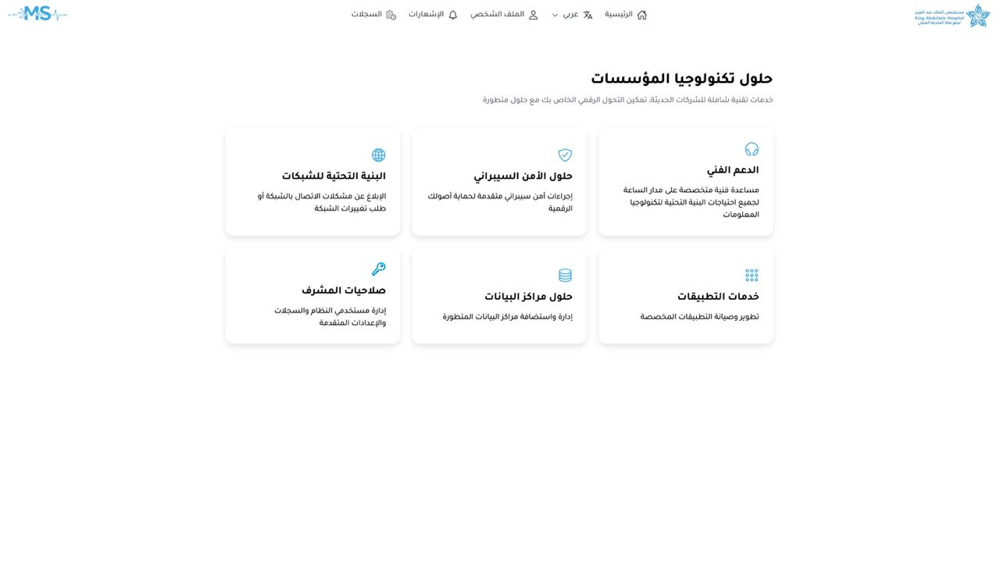 مستشفى الملك عبد العزيز
King Abdulaziz Hospital
تجمع مكة المكرمة الصحي
الرئيسية
عربي
الملف الشخصي
الإشعارات
السجلات
MS
حلول تكنولوجيا المؤسسات
خدمات تقنية شاملة للشركات الحديثة، تمكين التحول الرقمي الخاص بك مع حلول متطورة
الدعم الفني
مساعدة فنية متخصصة على مدار الساعة
لجميع احتياجات البنية التحتية لتكنولوجيا
المعلومات
حلول الأمن السيبراني
إجراءات أمن سيبراني متقدمة لحماية أصولك
الرقمية
البنية التحتية للشبكات
الإبلاغ عن مشكلات الاتصال بالشبكة أو
طلب تغييرات الشبكة
خدمات التطبيقات
تطوير وصيانة التطبيقات المخصصة
حلول مراكز البيانات
إدارة واستضافة مراكز البيانات المتطورة
صلاحيات المشرف
إدارة مستخدمي النظام والسجلات
والإعدادات المتقدمة